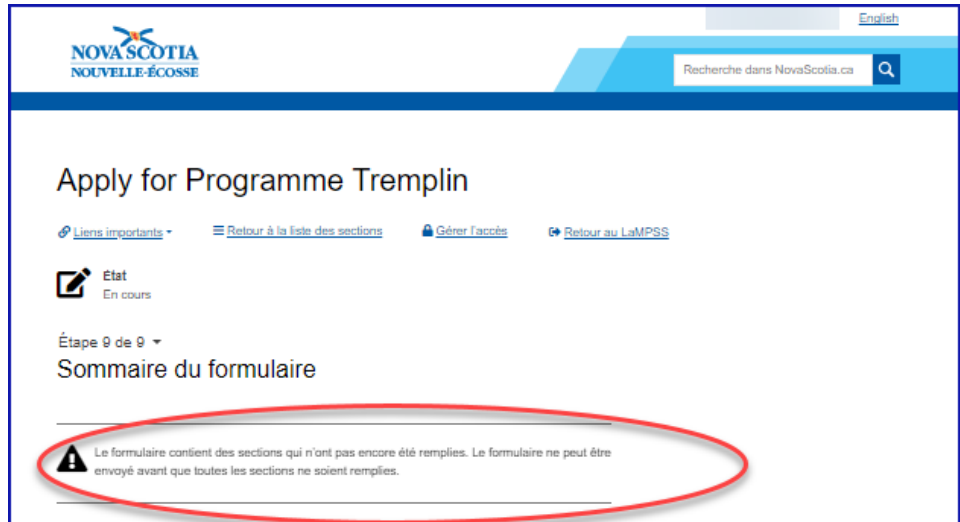 English
NOVA SCOTIA
NOUVELLE-ÉCOSSE
Recherche dans NovaScotia.ca
Apply for Programme Tremplin
Liens importants
Retour à la liste des sections
Gérer l'accès
Retour au LaMPSS
État
En cours
Étape 9 de 9
Sommaire du formulaire
Le formulaire contient des sections qui n'ont pas encore été remplies. Le formulaire ne peut être
envoyé avant que toutes les sections ne soient remplies.